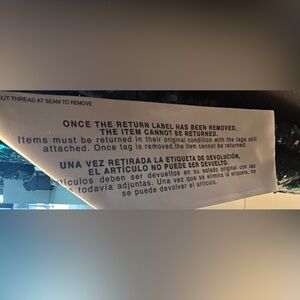 CUT THREAD AT SEAM TO REMOVE
ONCE THE RETURN LABEL HAS BEEN REMOVED,
THE ITEM CANNOT BE RETURNED.
Items must be returned in their original condition with the tags still
attached. Once tag is removed,the item cannot be returned.
UNA VEZ RETIRADA LA ETIQUETA DE DEVOLUCIÓN,
EL ARTÍCULO NO PUEDE SER DEVUELTO.
artículos deben ser devueltos en su estado original con las
todavía adjuntas. Una vez que se elimina la etiqueta, no
se puede devolver el artículo.